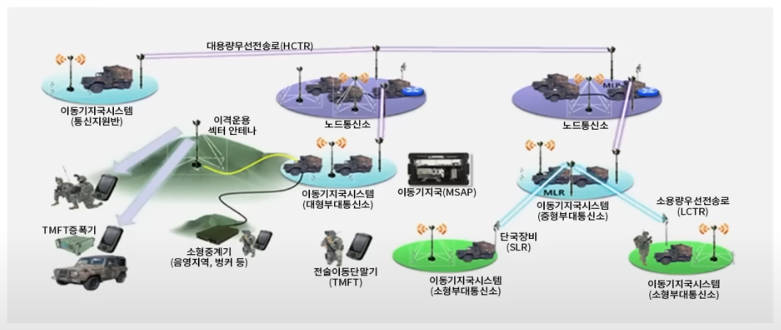 대용량무선전송로(HCTR)
이동기지국시스템
(통신지원반)
이격운용
섹터 안테나
노드통신소
MLR
노드통신소
이동기지국시스템
(대형부대통신소)
이동기지국(MSAP)
MLR
이동기지국시스템
(중형부대통신소)
소용량무선전송로
(LCTR)
TMFT증폭기
소형중계기
(음영지역, 벙커 등)
전술이동단말기
(TMFT)
단국장비
(SLR)
이동기지국시스템
(소형부대통신소)
이동기지국시스템
(소형부대통신소)